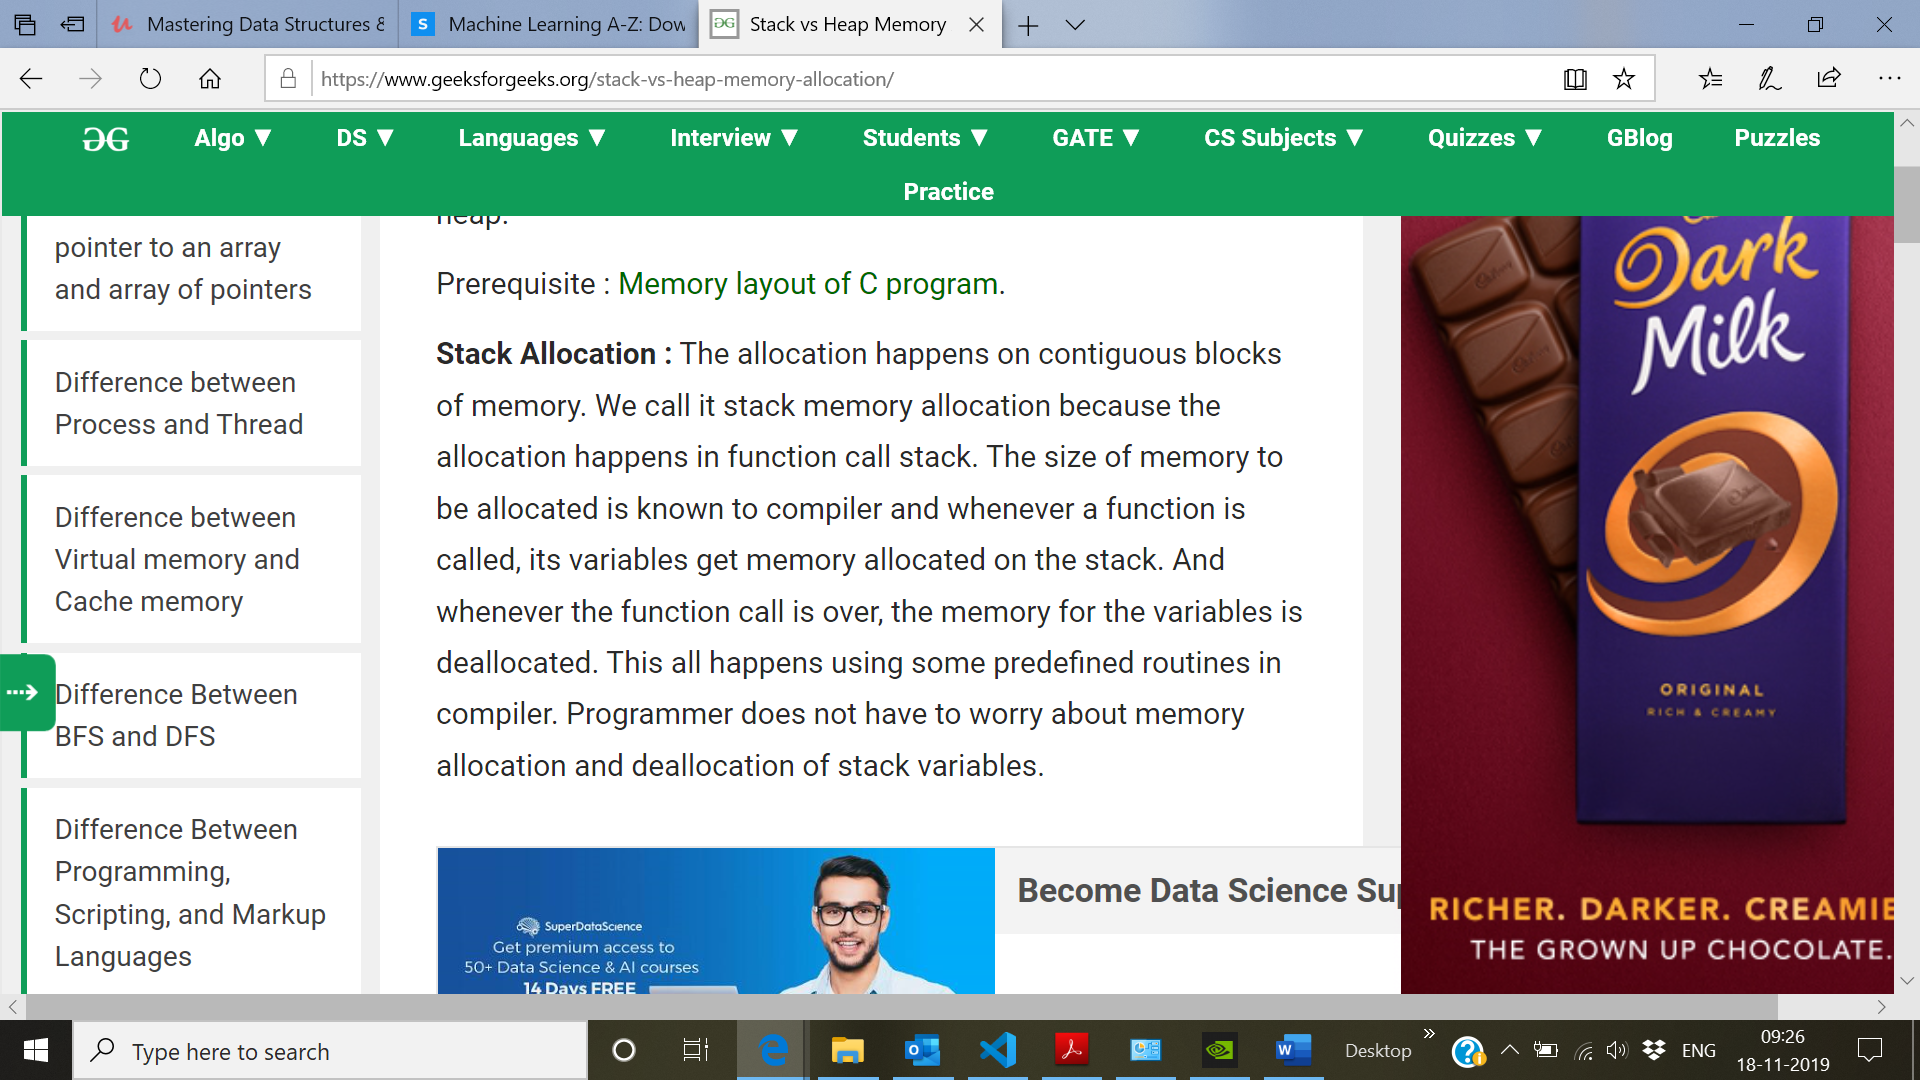 Mastering Data Structures &
Machine Learning A-Z: Dow
Stack vs Heap Memory
https://www.geeksforgeeks.org/stack-vs-heap-memory-allocation/
Algo ▼ DS ▼ Languages ▼ Interview ▼ Students ▼ GATE ▼ CS Subjects ▼ Quizzes ▼ GBlog Puzzles
Practice
pointer to an array
and array of pointers
Difference between
Process and Thread
Difference between
Virtual memory and
Cache memory
Difference Between
BFS and DFS
Difference Between
Programming,
Scripting, and Markup
Languages
heap.
Prerequisite : Memory layout of C program.
Stack Allocation : The allocation happens on contiguous blocks
of memory. We call it stack memory allocation because the
allocation happens in function call stack. The size of memory to
be allocated is known to compiler and whenever a function is
called, its variables get memory allocated on the stack. And
whenever the function call is over, the memory for the variables is
deallocated. This all happens using some predefined routines in
compiler. Programmer does not have to worry about memory
allocation and deallocation of stack variables.
SuperDataScience
Get premium access to
50+ Data Science & AI courses
14 Days FREE
Become Data Science Sup
Dark
Milk
ORIGINAL
RICH & CREAMY
RICHER. DARKER. CREAMIE
THE GROWN UP CHOCOLATE.
Type here to search
Desktop
ENG
09:26
18-11-2019